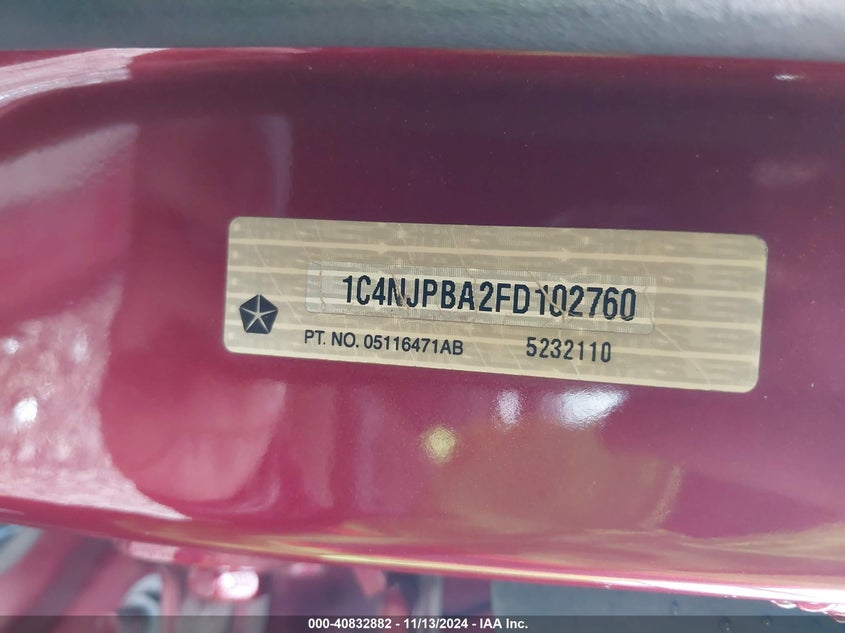 1C4NJPBA2FD102760
PT. NO. 05116471AB 5232110
000-40832882 - 11/13/2024 - IAA Inc.